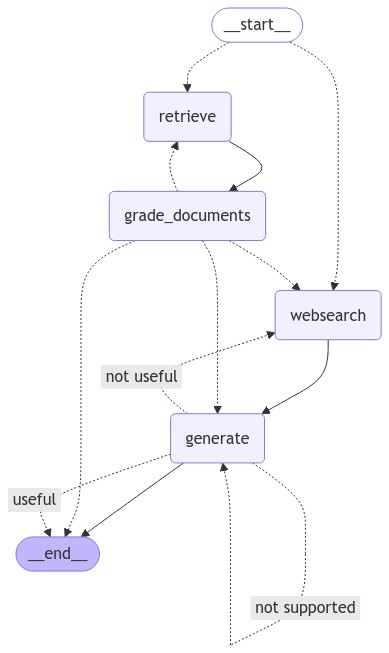 __start__
retrieve
grade_documents
websearch
not useful
generate
useful
__end__
not supported